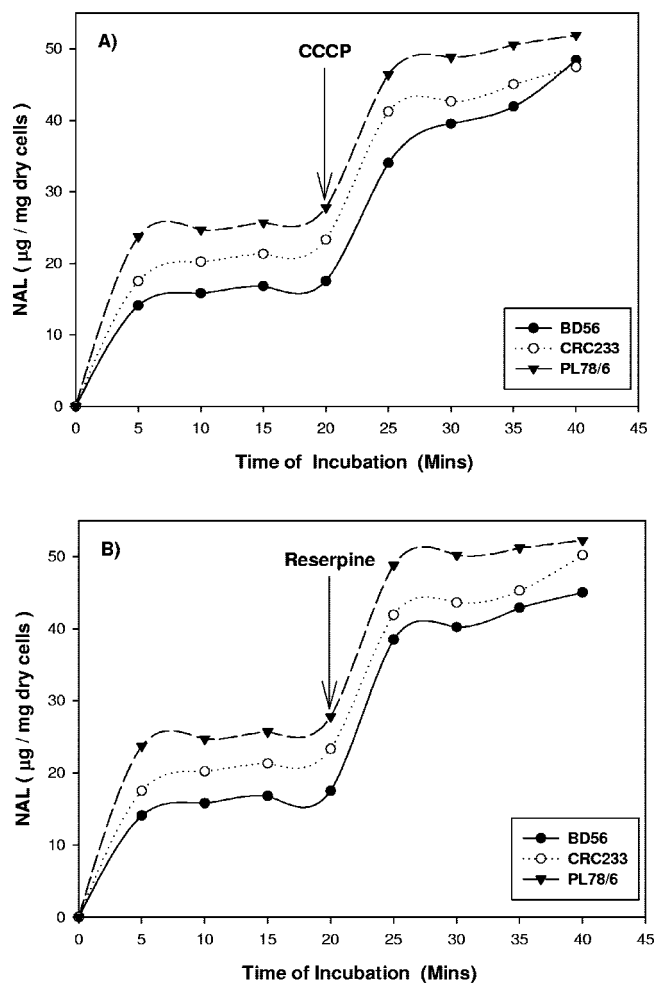 A)
CCCP
NAL ( µg / mg dry cells)
50
40
30
20
10
0
BD56
CRC233
PL78/6
0 5 10 15 20 25 30 35 40 45
Time of Incubation (Mins)
B)
Reserpine
NAL ( µg / mg dry cells)
50
40
30
20
10
0
BD56
CRC233
PL78/6
0 5 10 15 20 25 30 35 40 45
Time of Incubation (Mins)